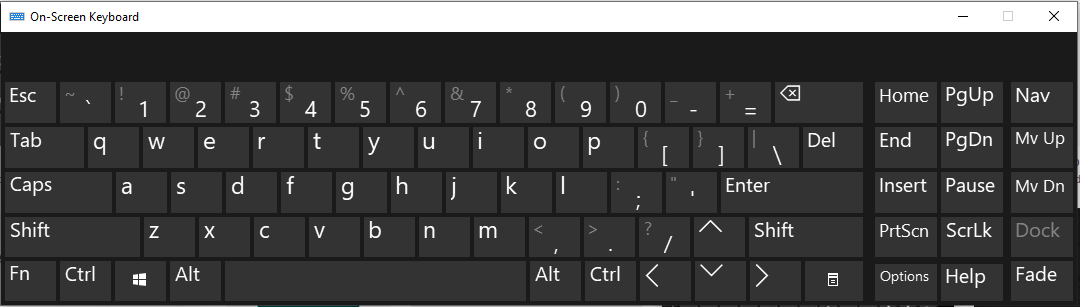 On-Screen Keyboard
Esc ~ ` ! 1 @ 2 # 3 $ 4 % 5 ^ 6 & 7 * 8 ( 9 ) 0 _ - + = Home PgUp Nav
Tab q w e r t y u i o p { [ } ] | \ Del End PgDn Mv Up
Caps a s d f g h j k l : ; " ' Enter Insert Pause Mv Dn
Shift z x c v b n m < , > . ? / Shift PrtScn ScrLk Dock
Fn Ctrl Alt Alt Ctrl Options Help Fade